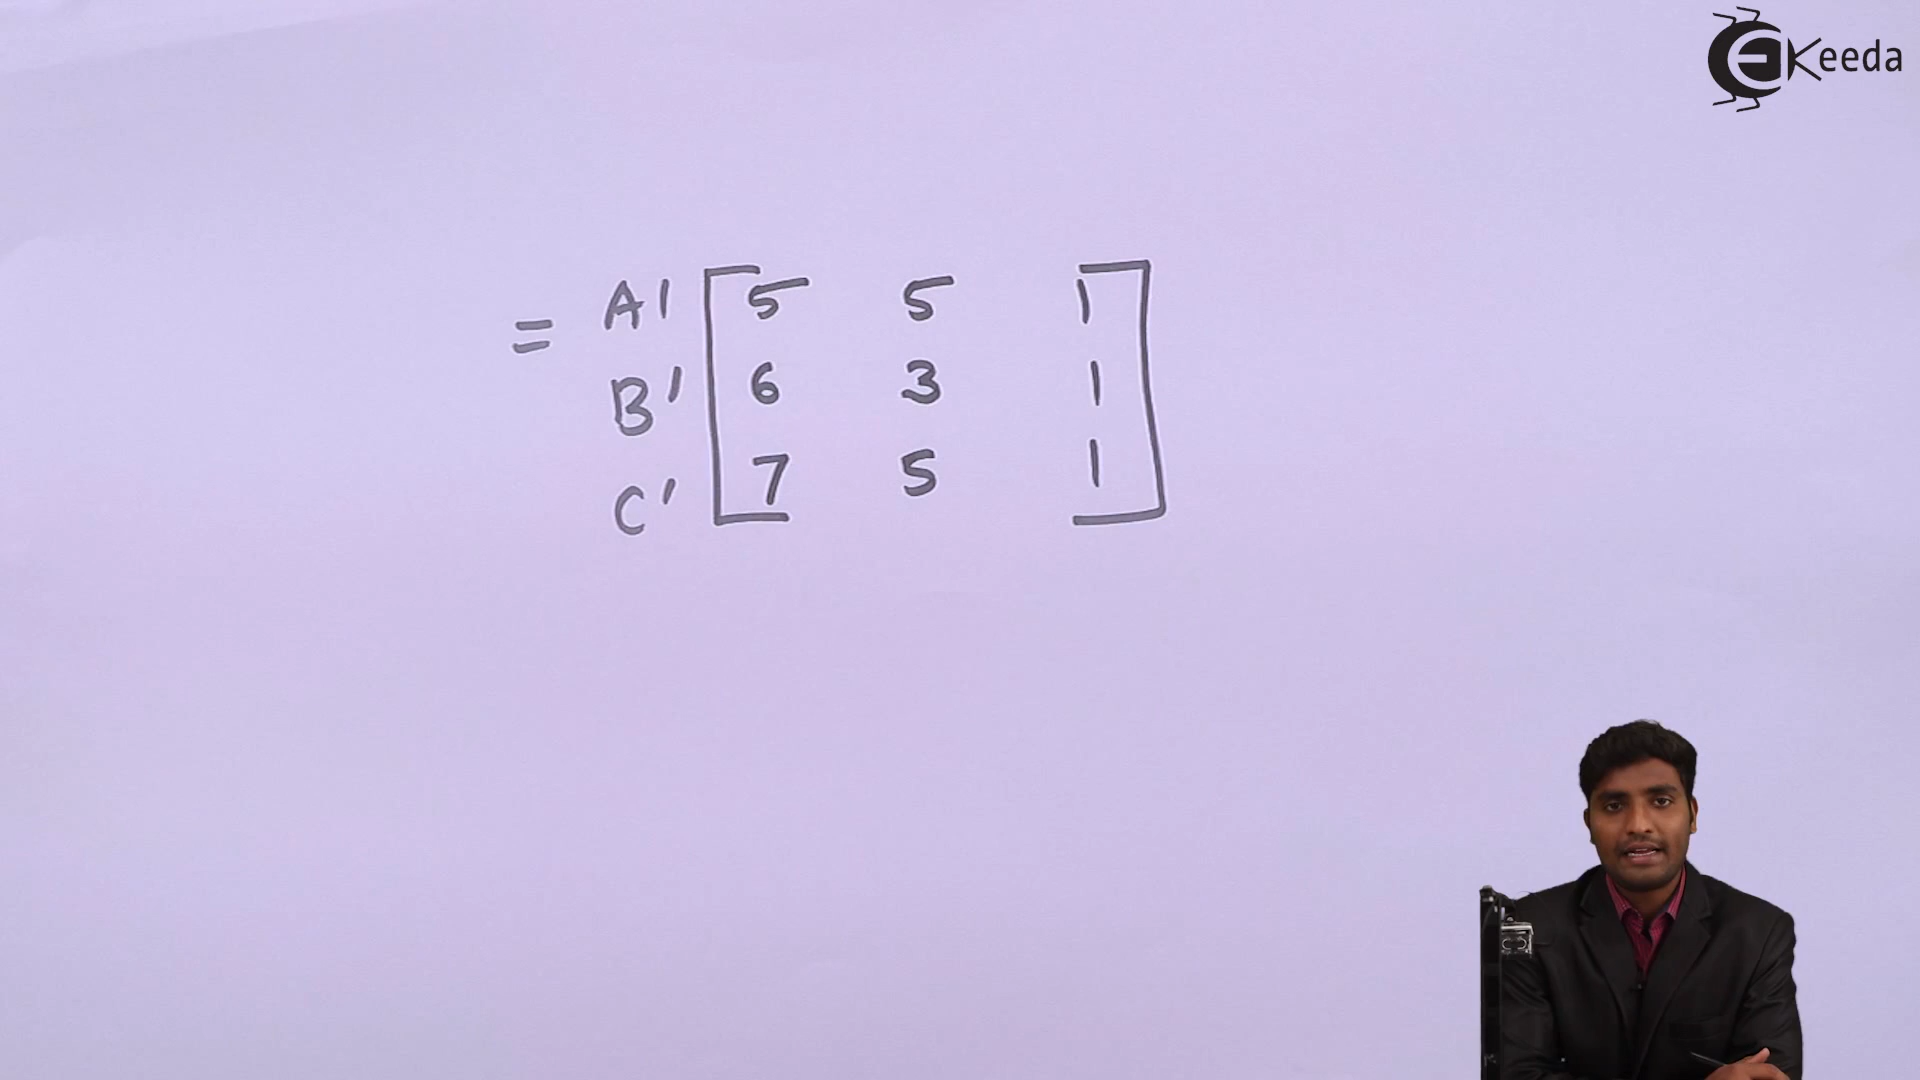 Keeda
= A' [ 5 5 1 ]
B' [ 6 3 1 ]
C' [ 7 5 1 ]